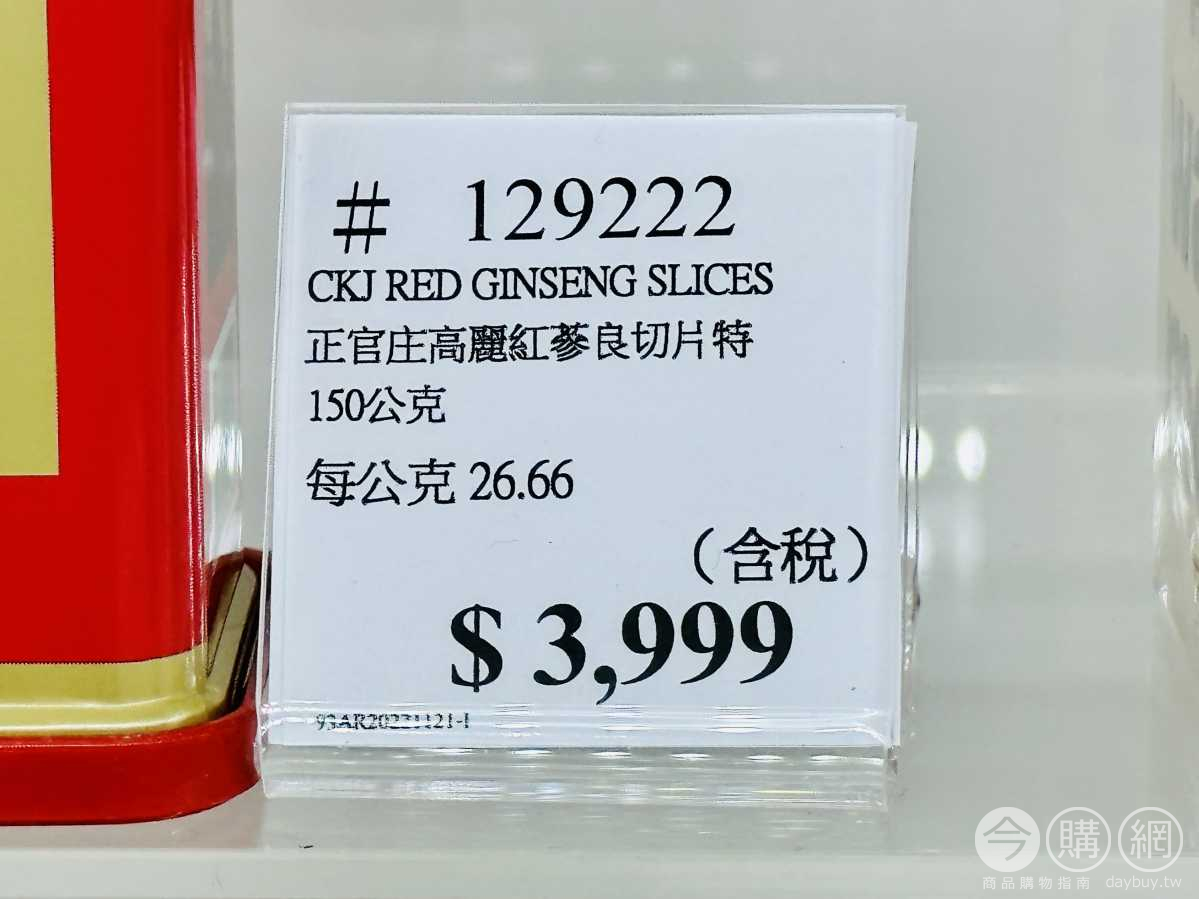 # 129222
CKJ RED GINSENG SLICES
正官庄高麗紅蔘良切片特
150公克
每公克 26.66
（含稅）
$ 3,999
93AR20221121-1
今購網
商品購物指南 daybuy.tw